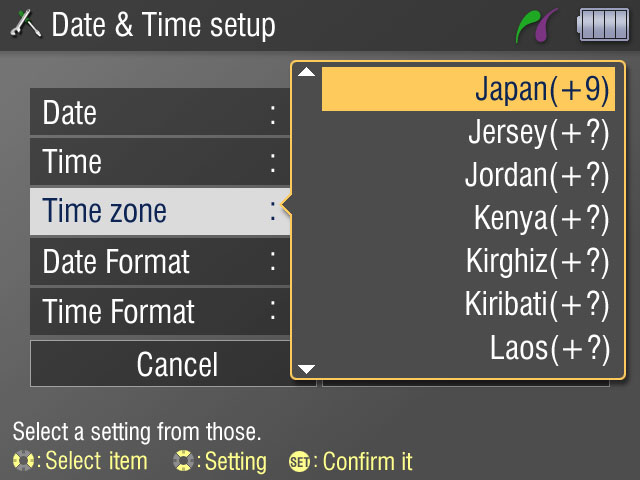 Date & Time setup
Date :
Time :
Time zone :
Date Format :
Time Format :
Cancel
Japan(+9)
Jersey(+?)
Jordan(+?)
Kenya(+?)
Kirghiz(+?)
Kiribati(+?)
Laos(+?)
Select a setting from those.
: Select item : Setting SET : Confirm it